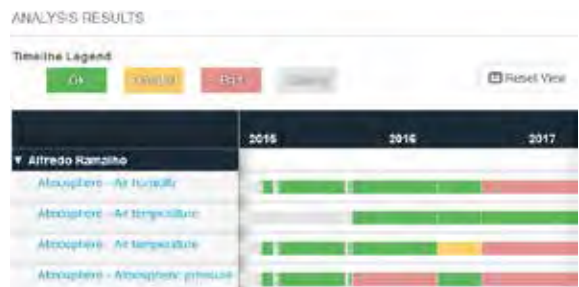 ANALYSIS RESULTS
Timeline Legend
Ok
Bad
Reset View
2015 2016 2017
Alfredo Ramalho
Atmosphere - Air humidity
Atmosphere - Air temperature
Atmosphere - Air temperature
Atmosphere - Atmospheric pressure